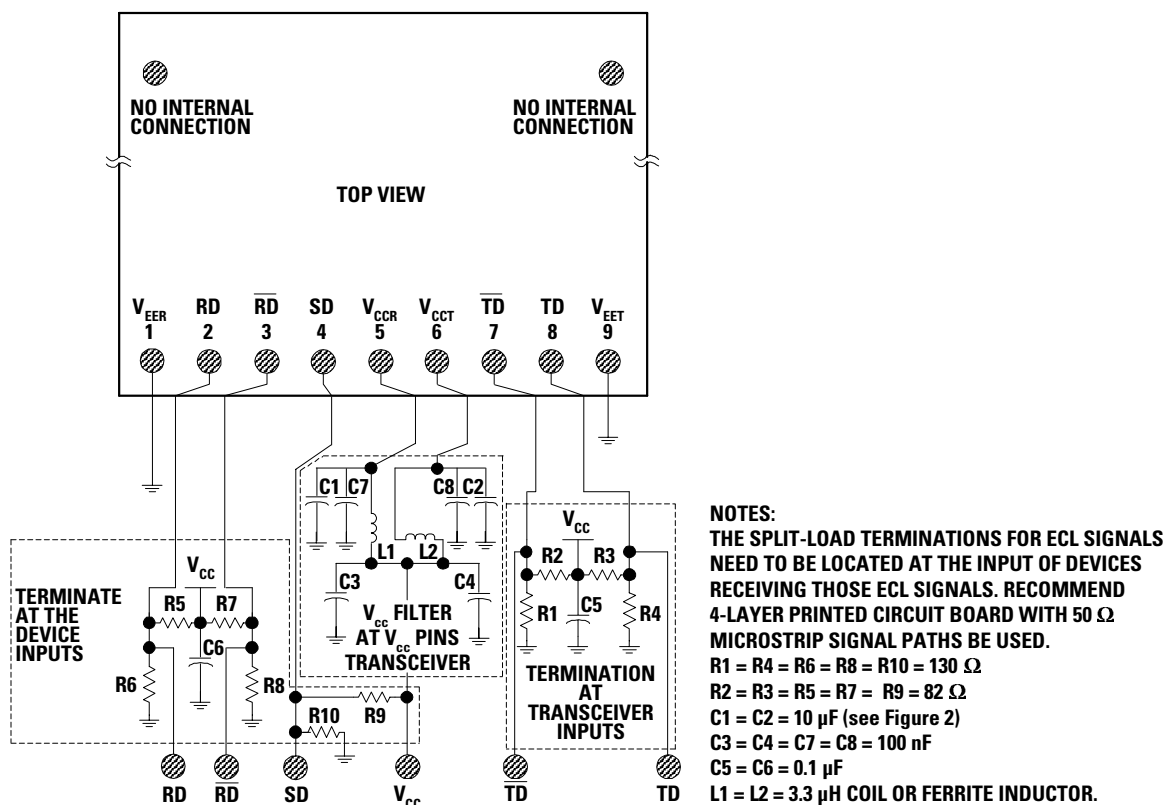 NO INTERNAL
CONNECTION
NO INTERNAL
CONNECTION
TOP VIEW
V_EER RD R̅D̅ SD V_CCR V_CCT T̅D̅ TD V_EET
1 2 3 4 5 6 7 8 9
C1 C7 C8 C2
L1 L2
C3 C4
V_CC FILTER
AT V_CC PINS
TRANSCEIVER
R9
R10
TERMINATE
AT THE
DEVICE
INPUTS
V_CC
R5 R7
C6
R6 R8
V_CC
R2 R3
R1 C5 R4
TERMINATION
AT
TRANSCEIVER
INPUTS
RD R̅D̅ SD V_CC T̅D̅ TD
NOTES:
THE SPLIT-LOAD TERMINATIONS FOR ECL SIGNALS
NEED TO BE LOCATED AT THE INPUT OF DEVICES
RECEIVING THOSE ECL SIGNALS. RECOMMEND
4-LAYER PRINTED CIRCUIT BOARD WITH 50 Ω
MICROSTRIP SIGNAL PATHS BE USED.
R1 = R4 = R6 = R8 = R10 = 130 Ω
R2 = R3 = R5 = R7 = R9 = 82 Ω
C1 = C2 = 10 µF (see Figure 2)
C3 = C4 = C7 = C8 = 100 nF
C5 = C6 = 0.1 µF
L1 = L2 = 3.3 µH COIL OR FERRITE INDUCTOR.